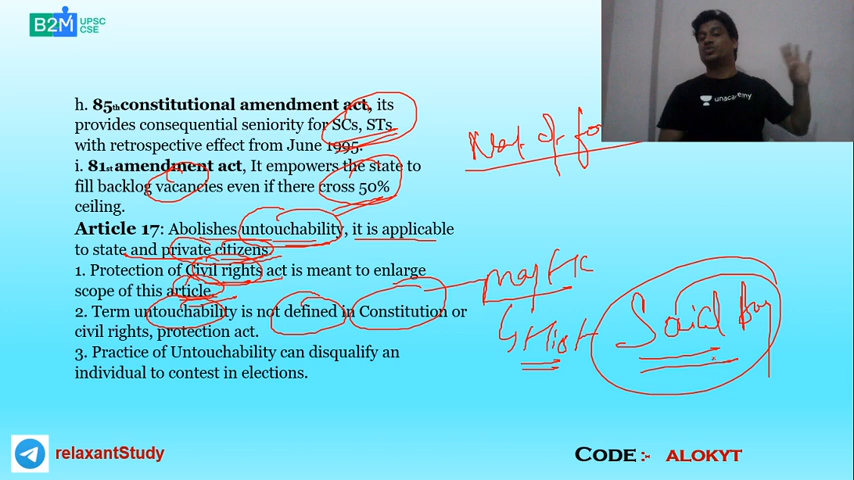 B2M UPSC
CSE
unacademy
h. 85th constitutional amendment act, its
provides consequential seniority for SCs, STs
with retrospective effect from June 1995.
i. 81st amendment act, It empowers the state to
fill backlog vacancies even if there cross 50%
ceiling.
Article 17: Abolishes untouchability, it is applicable
to state and private citizens
1. Protection of Civil rights act is meant to enlarge
scope of this article.
2. Term untouchability is not defined in Constitution or
civil rights, protection act.
3. Practice of Untouchability can disqualify an
individual to contest in elections.
Social Boy
relaxantStudy
CODE :- ALOKYT